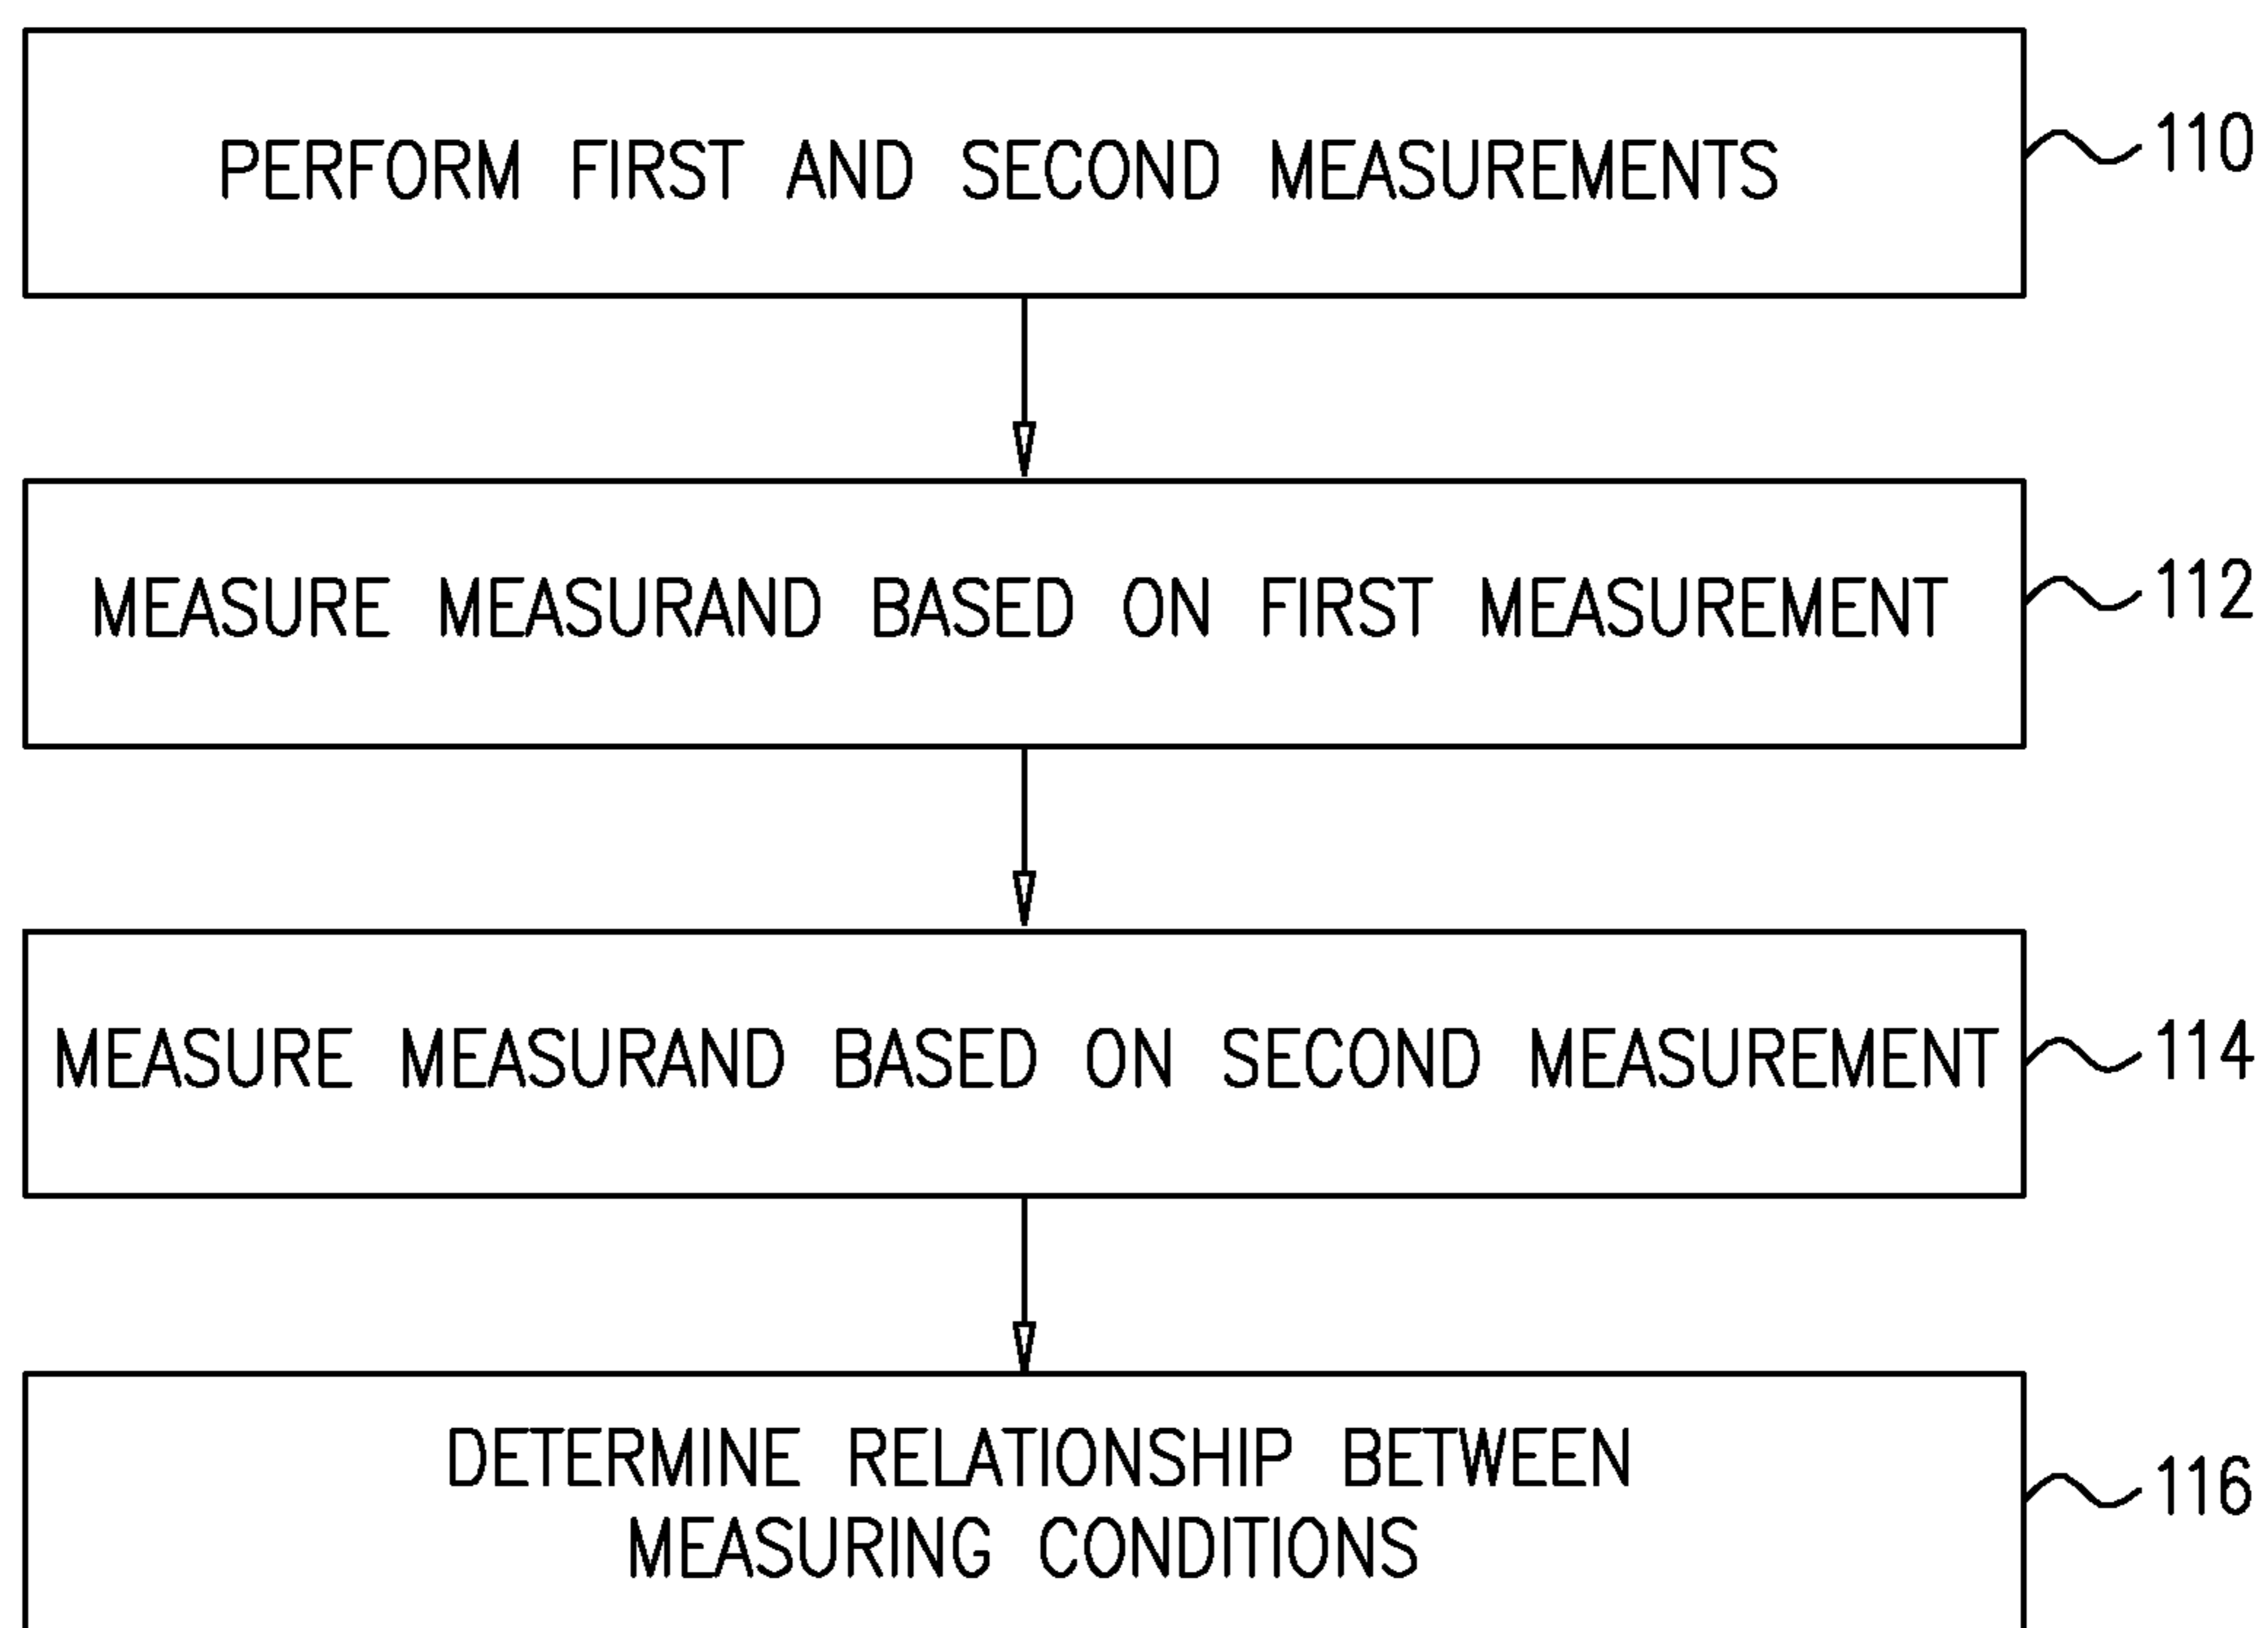 PERFORM FIRST AND SECOND MEASUREMENTS
110
MEASURE MEASURAND BASED ON FIRST MEASUREMENT
112
MEASURE MEASURAND BASED ON SECOND MEASUREMENT
114
DETERMINE RELATIONSHIP BETWEEN
MEASURING CONDITIONS
116